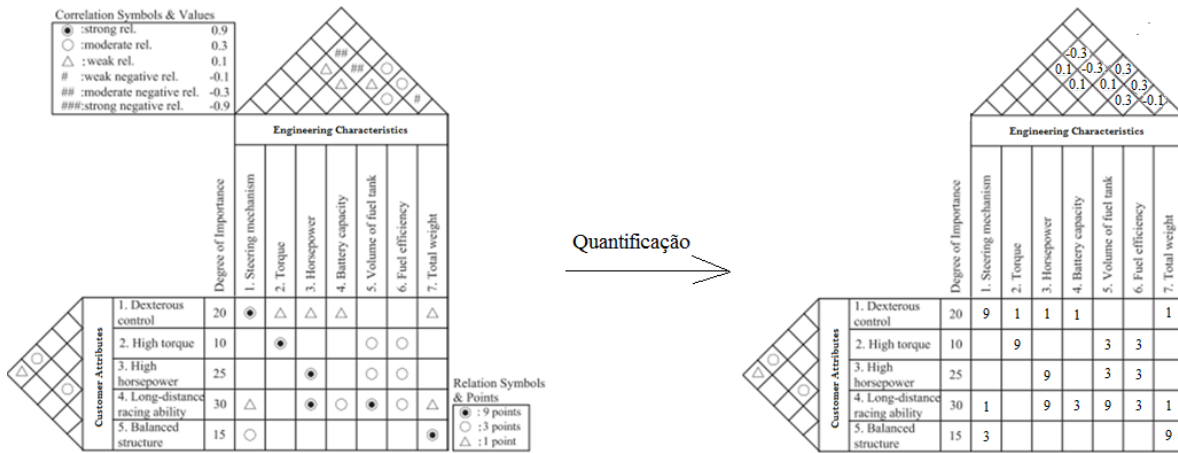 Correlation Symbols & Values
:strong rel. 0.9
:moderate rel. 0.3
:weak rel. 0.1
# :weak negative rel. -0.1
## :moderate negative rel. -0.3
###:strong negative rel. -0.9
##
##
#
Engineering Characteristics
Degree of Importance
1. Steering mechanism
2. Torque
3. Horsepower
4. Battery capacity
5. Volume of fuel tank
6. Fuel efficiency
7. Total weight
Customer Attributes
1. Dexterous
control
20
2. High torque
10
3. High
horsepower
25
4. Long-distance
racing ability
30
5. Balanced
structure
15
Relation Symbols
& Points
: 9 points
: 3 points
: 1 point
Quantificação
-0.3
0.1 -0.3 0.3
0.1 0.1 0.3
0.3 -0.1
Engineering Characteristics
Degree of Importance
1. Steering mechanism
2. Torque
3. Horsepower
4. Battery capacity
5. Volume of fuel tank
6. Fuel efficiency
7. Total weight
Customer Attributes
1. Dexterous
control
20 9 1 1 1 1
2. High torque
10 9 3 3
3. High
horsepower
25 9 3 3
4. Long-distance
racing ability
30 1 9 3 9 3 1
5. Balanced
structure
15 3 9